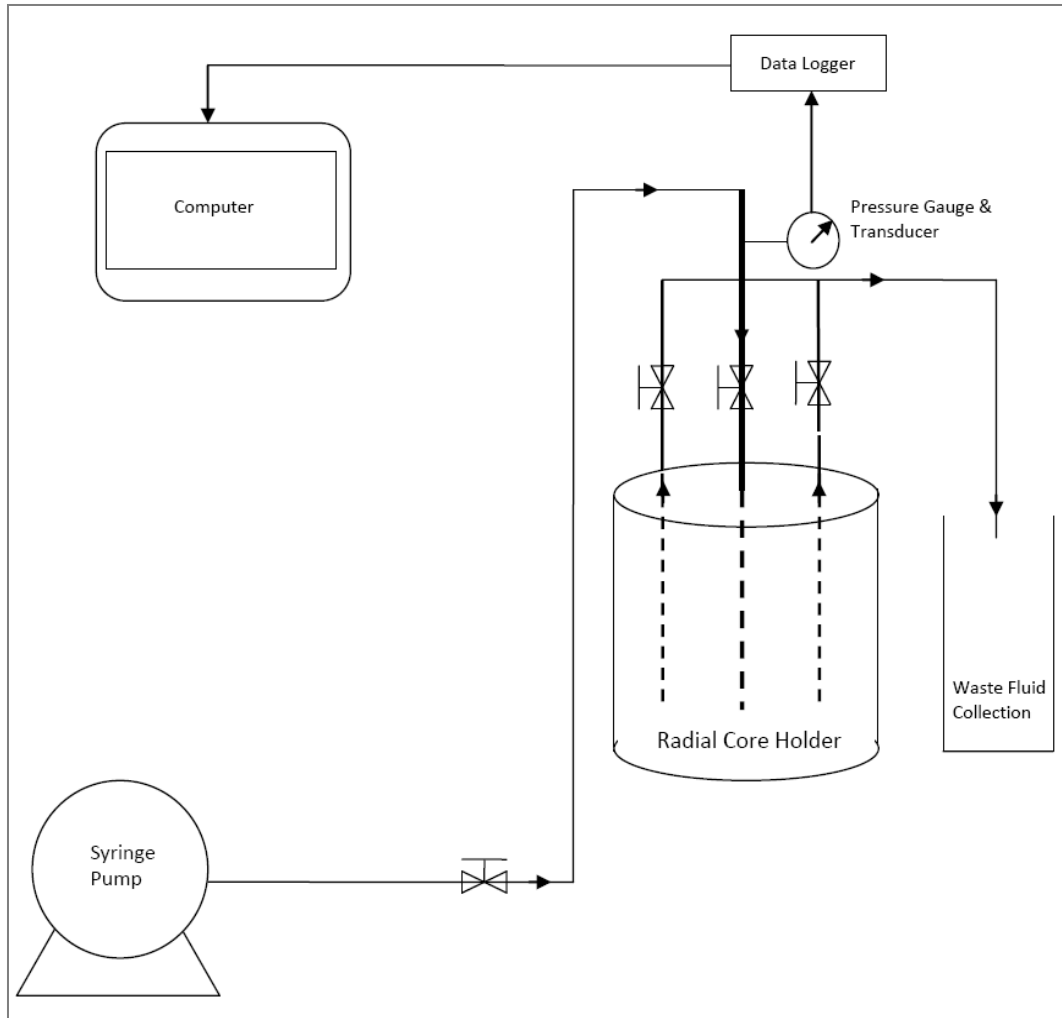 Data Logger
Computer
Pressure Gauge &
Transducer
Waste Fluid
Collection
Radial Core Holder
Syringe
Pump